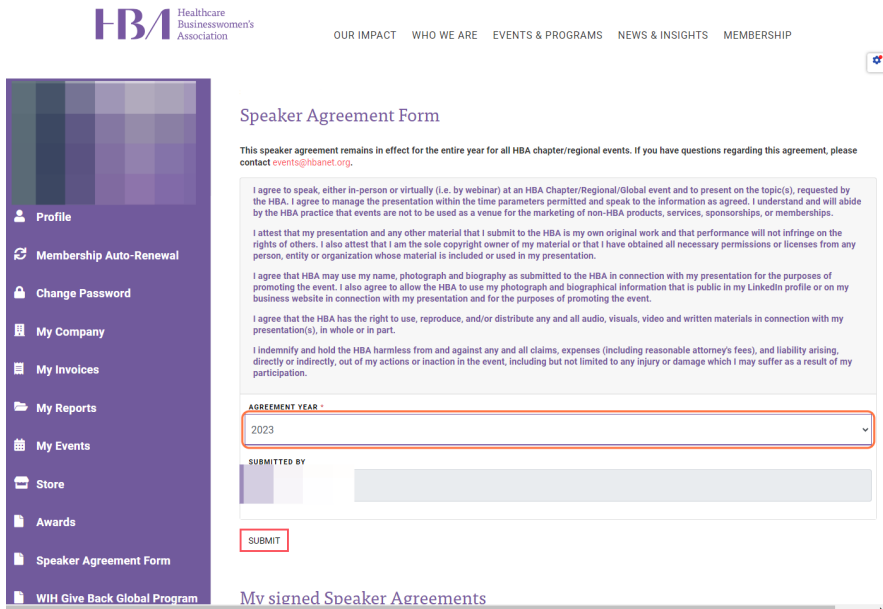 HBA
Healthcare
Businesswomen's
Association
OUR IMPACT WHO WE ARE EVENTS & PROGRAMS NEWS & INSIGHTS MEMBERSHIP
Profile
Membership Auto-Renewal
Change Password
My Company
My Invoices
My Reports
My Events
Store
Awards
Speaker Agreement Form
WIH Give Back Global Program
Speaker Agreement Form
This speaker agreement remains in effect for the entire year for all HBA chapter/regional events. If you have questions regarding this agreement, please
contact events@hbanet.org.
I agree to speak, either in-person or virtually (i.e. by webinar) at an HBA Chapter/Regional/Global event and to present on the topic(s), requested by
the HBA. I agree to manage the presentation within the time parameters permitted and speak to the information as agreed. I understand and will abide
by the HBA practice that events are not to be used as a venue for the marketing of non-HBA products, services, sponsorships, or memberships.
I attest that my presentation and any other material that I submit to the HBA is my own original work and that performance will not infringe on the
rights of others. I also attest that I am the sole copyright owner of my material or that I have obtained all necessary permissions or licenses from any
person, entity or organization whose material is included or used in my presentation.
I agree that HBA may use my name, photograph and biography as submitted to the HBA in connection with my presentation for the purposes of
promoting the event. I also agree to allow the HBA to use my photograph and biographical information that is public in my LinkedIn profile or on my
business website in connection with my presentation and for the purposes of promoting the event.
I agree that the HBA has the right to use, reproduce, and/or distribute any and all audio, visuals, video and written materials in connection with my
presentation(s), in whole or in part.
I indemnify and hold the HBA harmless from and against any and all claims, expenses (including reasonable attorney's fees), and liability arising,
directly or indirectly, out of my actions or inaction in the event, including but not limited to any injury or damage which I may suffer as a result of my
participation.
AGREEMENT YEAR *
2023
SUBMITTED BY
SUBMIT
My signed Speaker Agreements